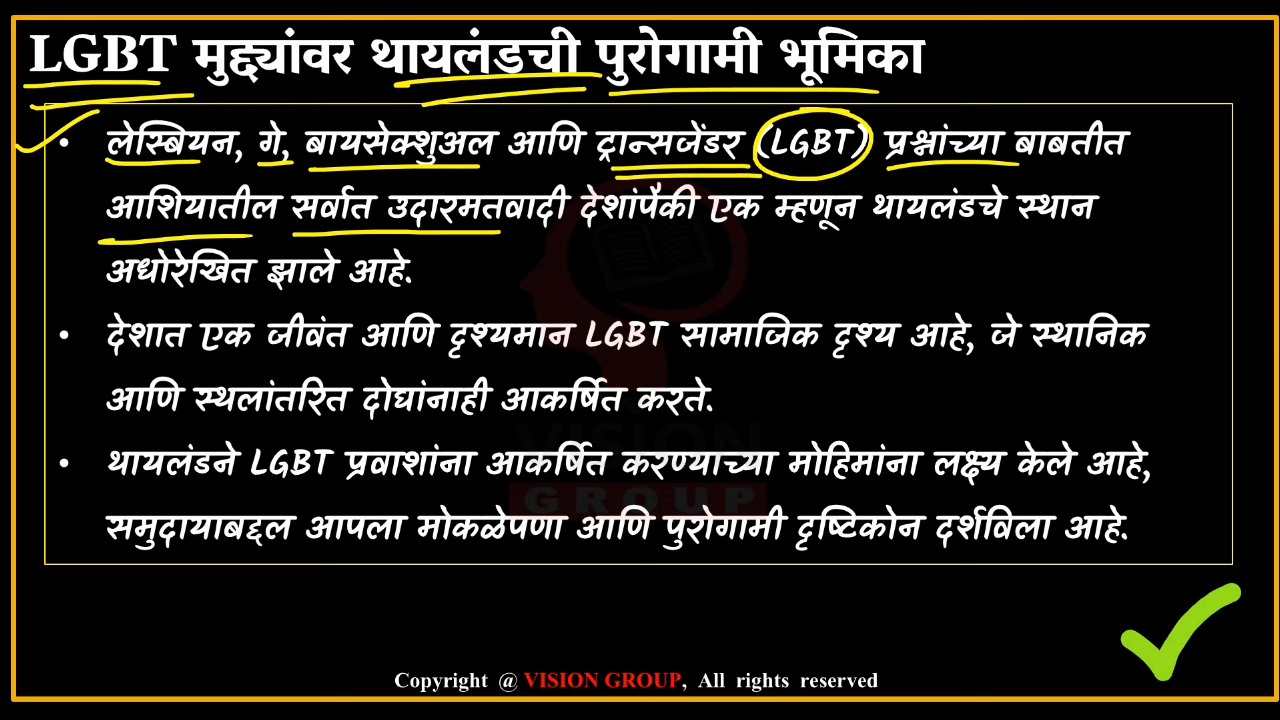 LGBT मुद्द्यांवर थायलंडची पुरोगामी भूमिका
• लेस्बियन, गे, बायसेक्शुअल आणि ट्रान्सजेंडर (LGBT) प्रश्नांच्या बाबतीत
आशियातील सर्वात उदारमतवादी देशांपैकी एक म्हणून थायलंडचे स्थान
अधोरेखित झाले आहे.
• देशात एक जीवंत आणि दृश्यमान LGBT सामाजिक दृश्य आहे, जे स्थानिक
आणि स्थलांतरित दोघांनाही आकर्षित करते.
• थायलंडने LGBT प्रवाशांना आकर्षित करण्याच्या मोहिमांना लक्ष्य केले आहे,
समुदायाबद्दल आपला मोकळेपणा आणि पुरोगामी दृष्टिकोन दर्शविला आहे.
VISION
GROUP
Copyright @ VISION GROUP, All rights reserved